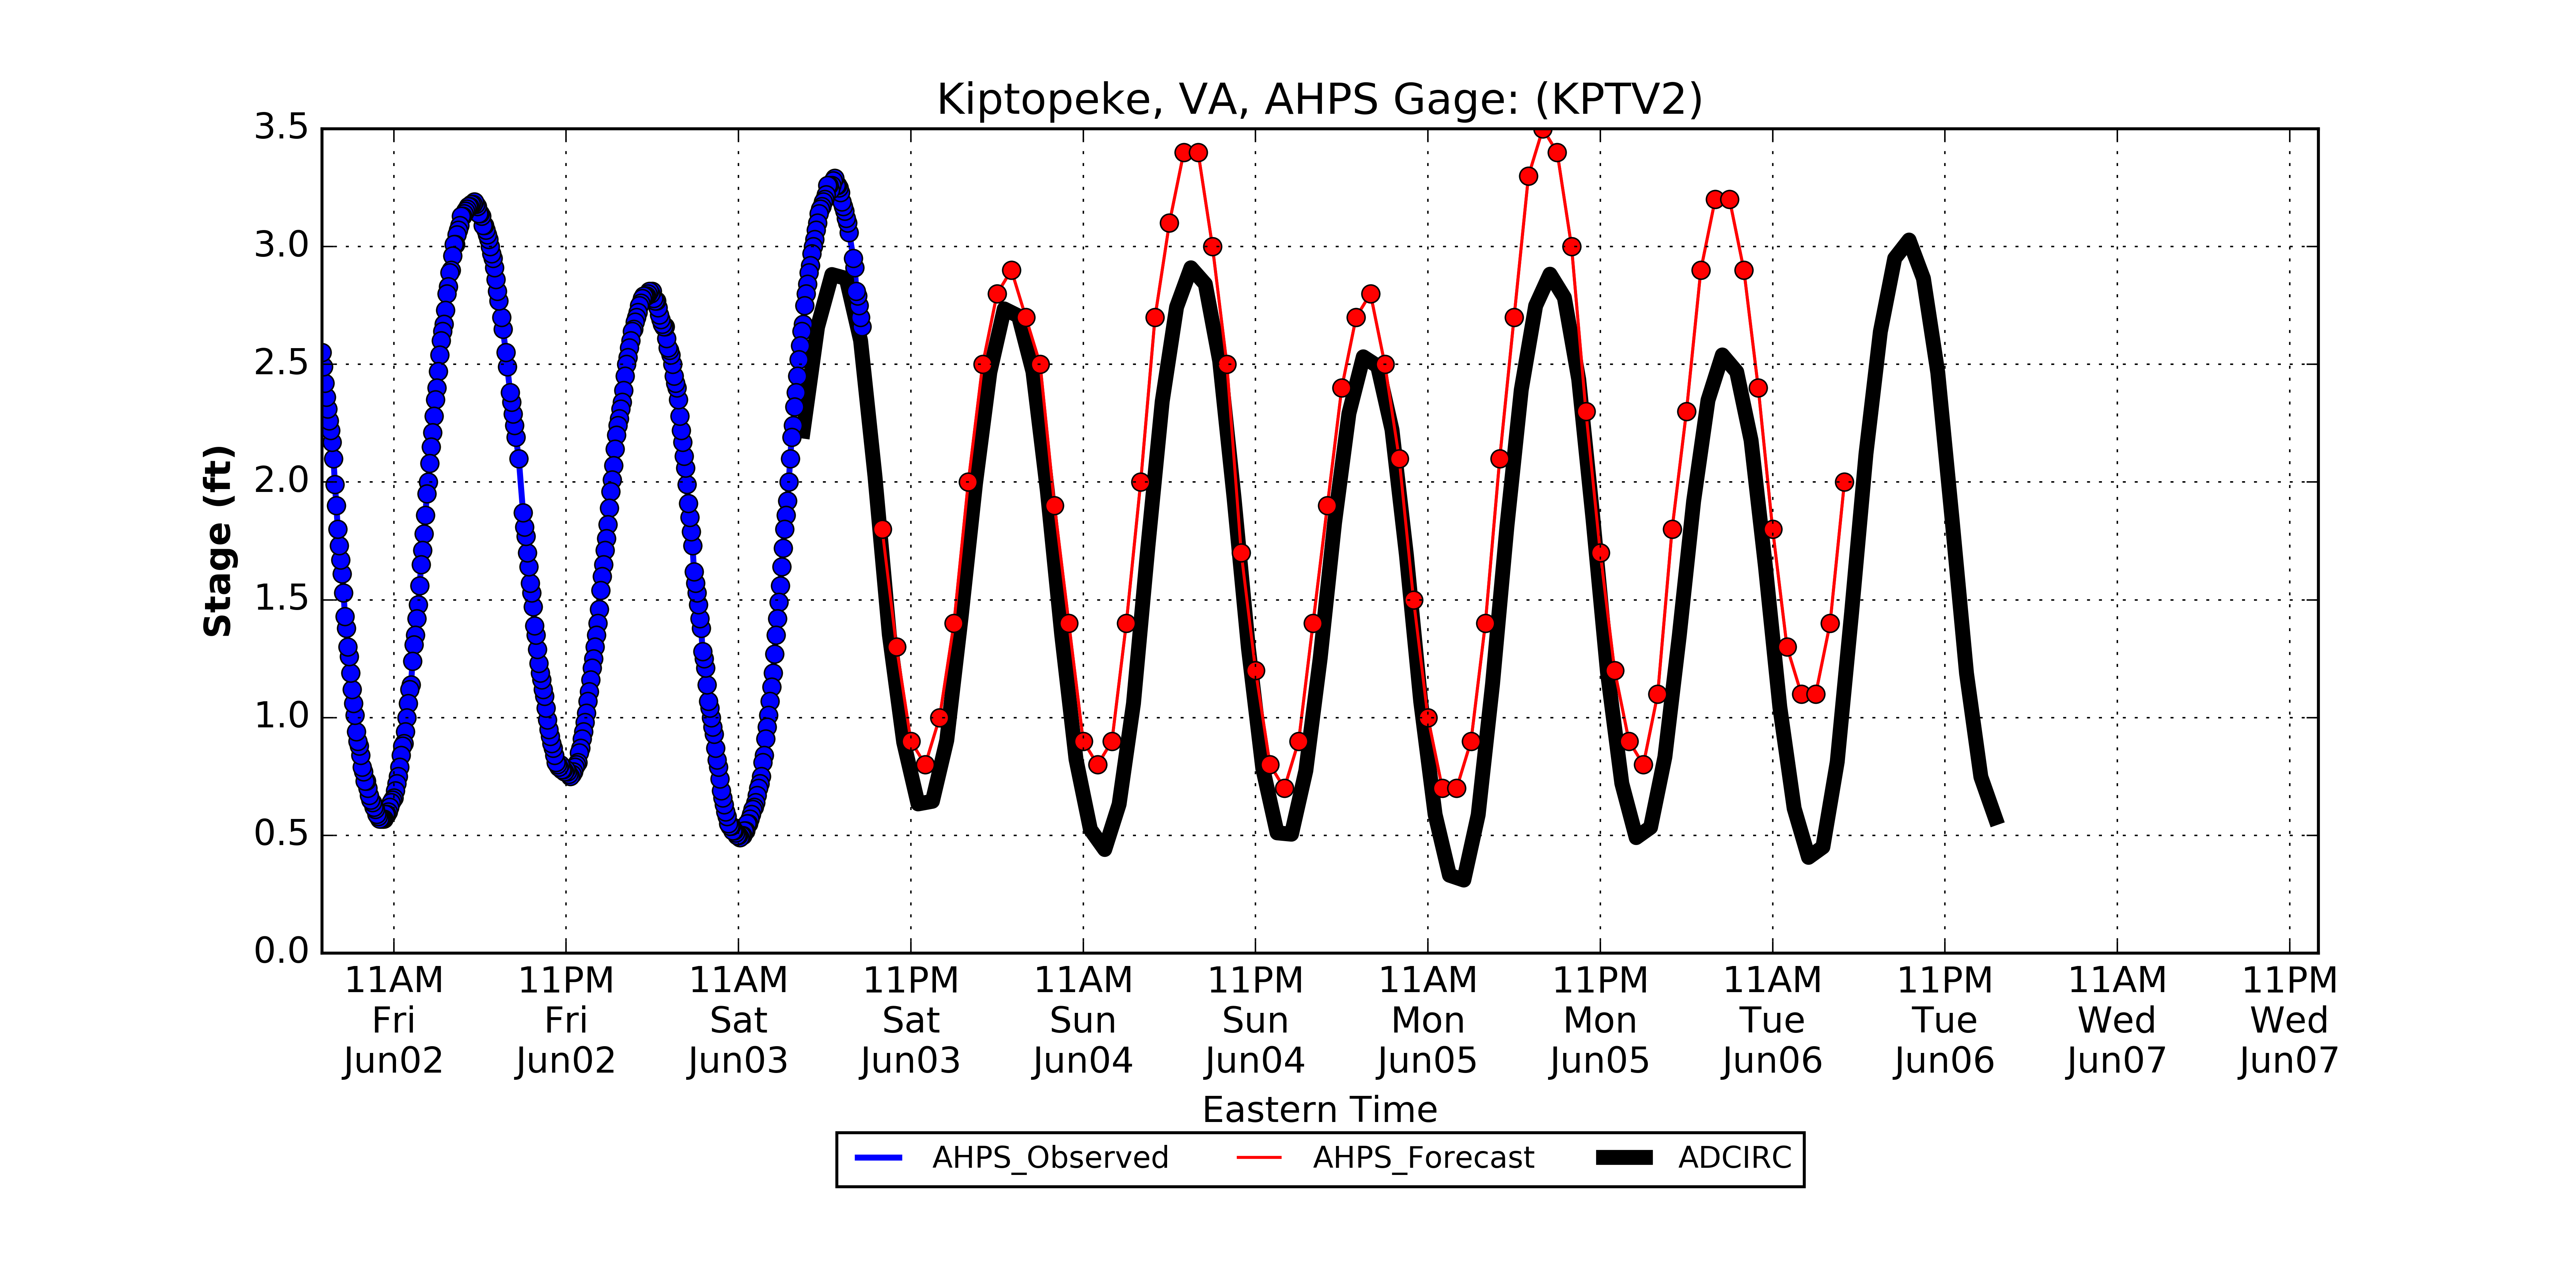 Kiptopeke, VA, AHPS Gage: (KPTV2)
3.5
3.0
2.5
2.0
1.5
1.0
0.5
0.0
Stage (ft)
11AM 11PM 11AM 11PM 11AM 11PM 11AM 11PM 11AM 11PM 11AM 11PM
Fri Fri Sat Sat Sun Sun Mon Mon Tue Tue Wed Wed
Jun02 Jun02 Jun03 Jun03 Jun04 Jun04 Jun05 Jun05 Jun06 Jun06 Jun07 Jun07
Eastern Time
AHPS_Observed AHPS_Forecast ADCIRC